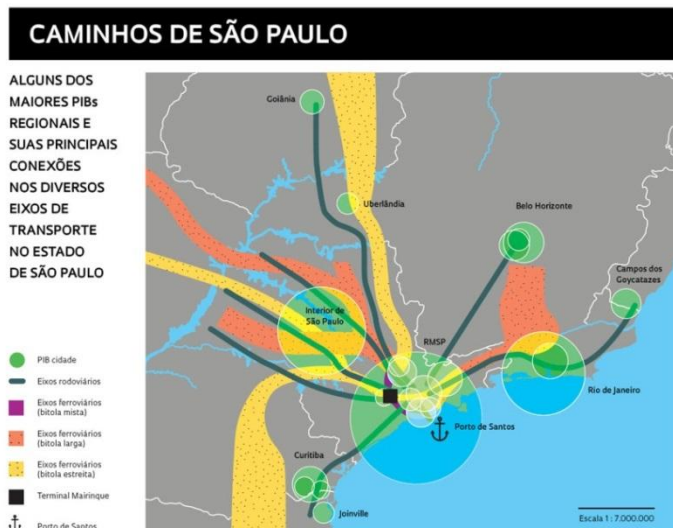 CAMINHOS DE SÃO PAULO
ALGUNS DOS
MAIORES PIBs
REGIONAIS E
SUAS PRINCIPAIS
CONEXÕES
NOS DIVERSOS
EIXOS DE
TRANSPORTE
NO ESTADO
DE SÃO PAULO
Goiânia
Uberlândia
Belo Horizonte
Campos dos
Goycatazes
Interior de
São Paulo
RMSP
Rio de Janeiro
Porto de Santos
Curitiba
Joinville
PIB cidade
Eixos rodoviários
Eixos ferroviários
(bitola mista)
Eixos ferroviários
(bitola larga)
Eixos ferroviários
(bitola estreita)
Terminal Mairinque
Porto de Santos
Escala 1 : 7.000.000